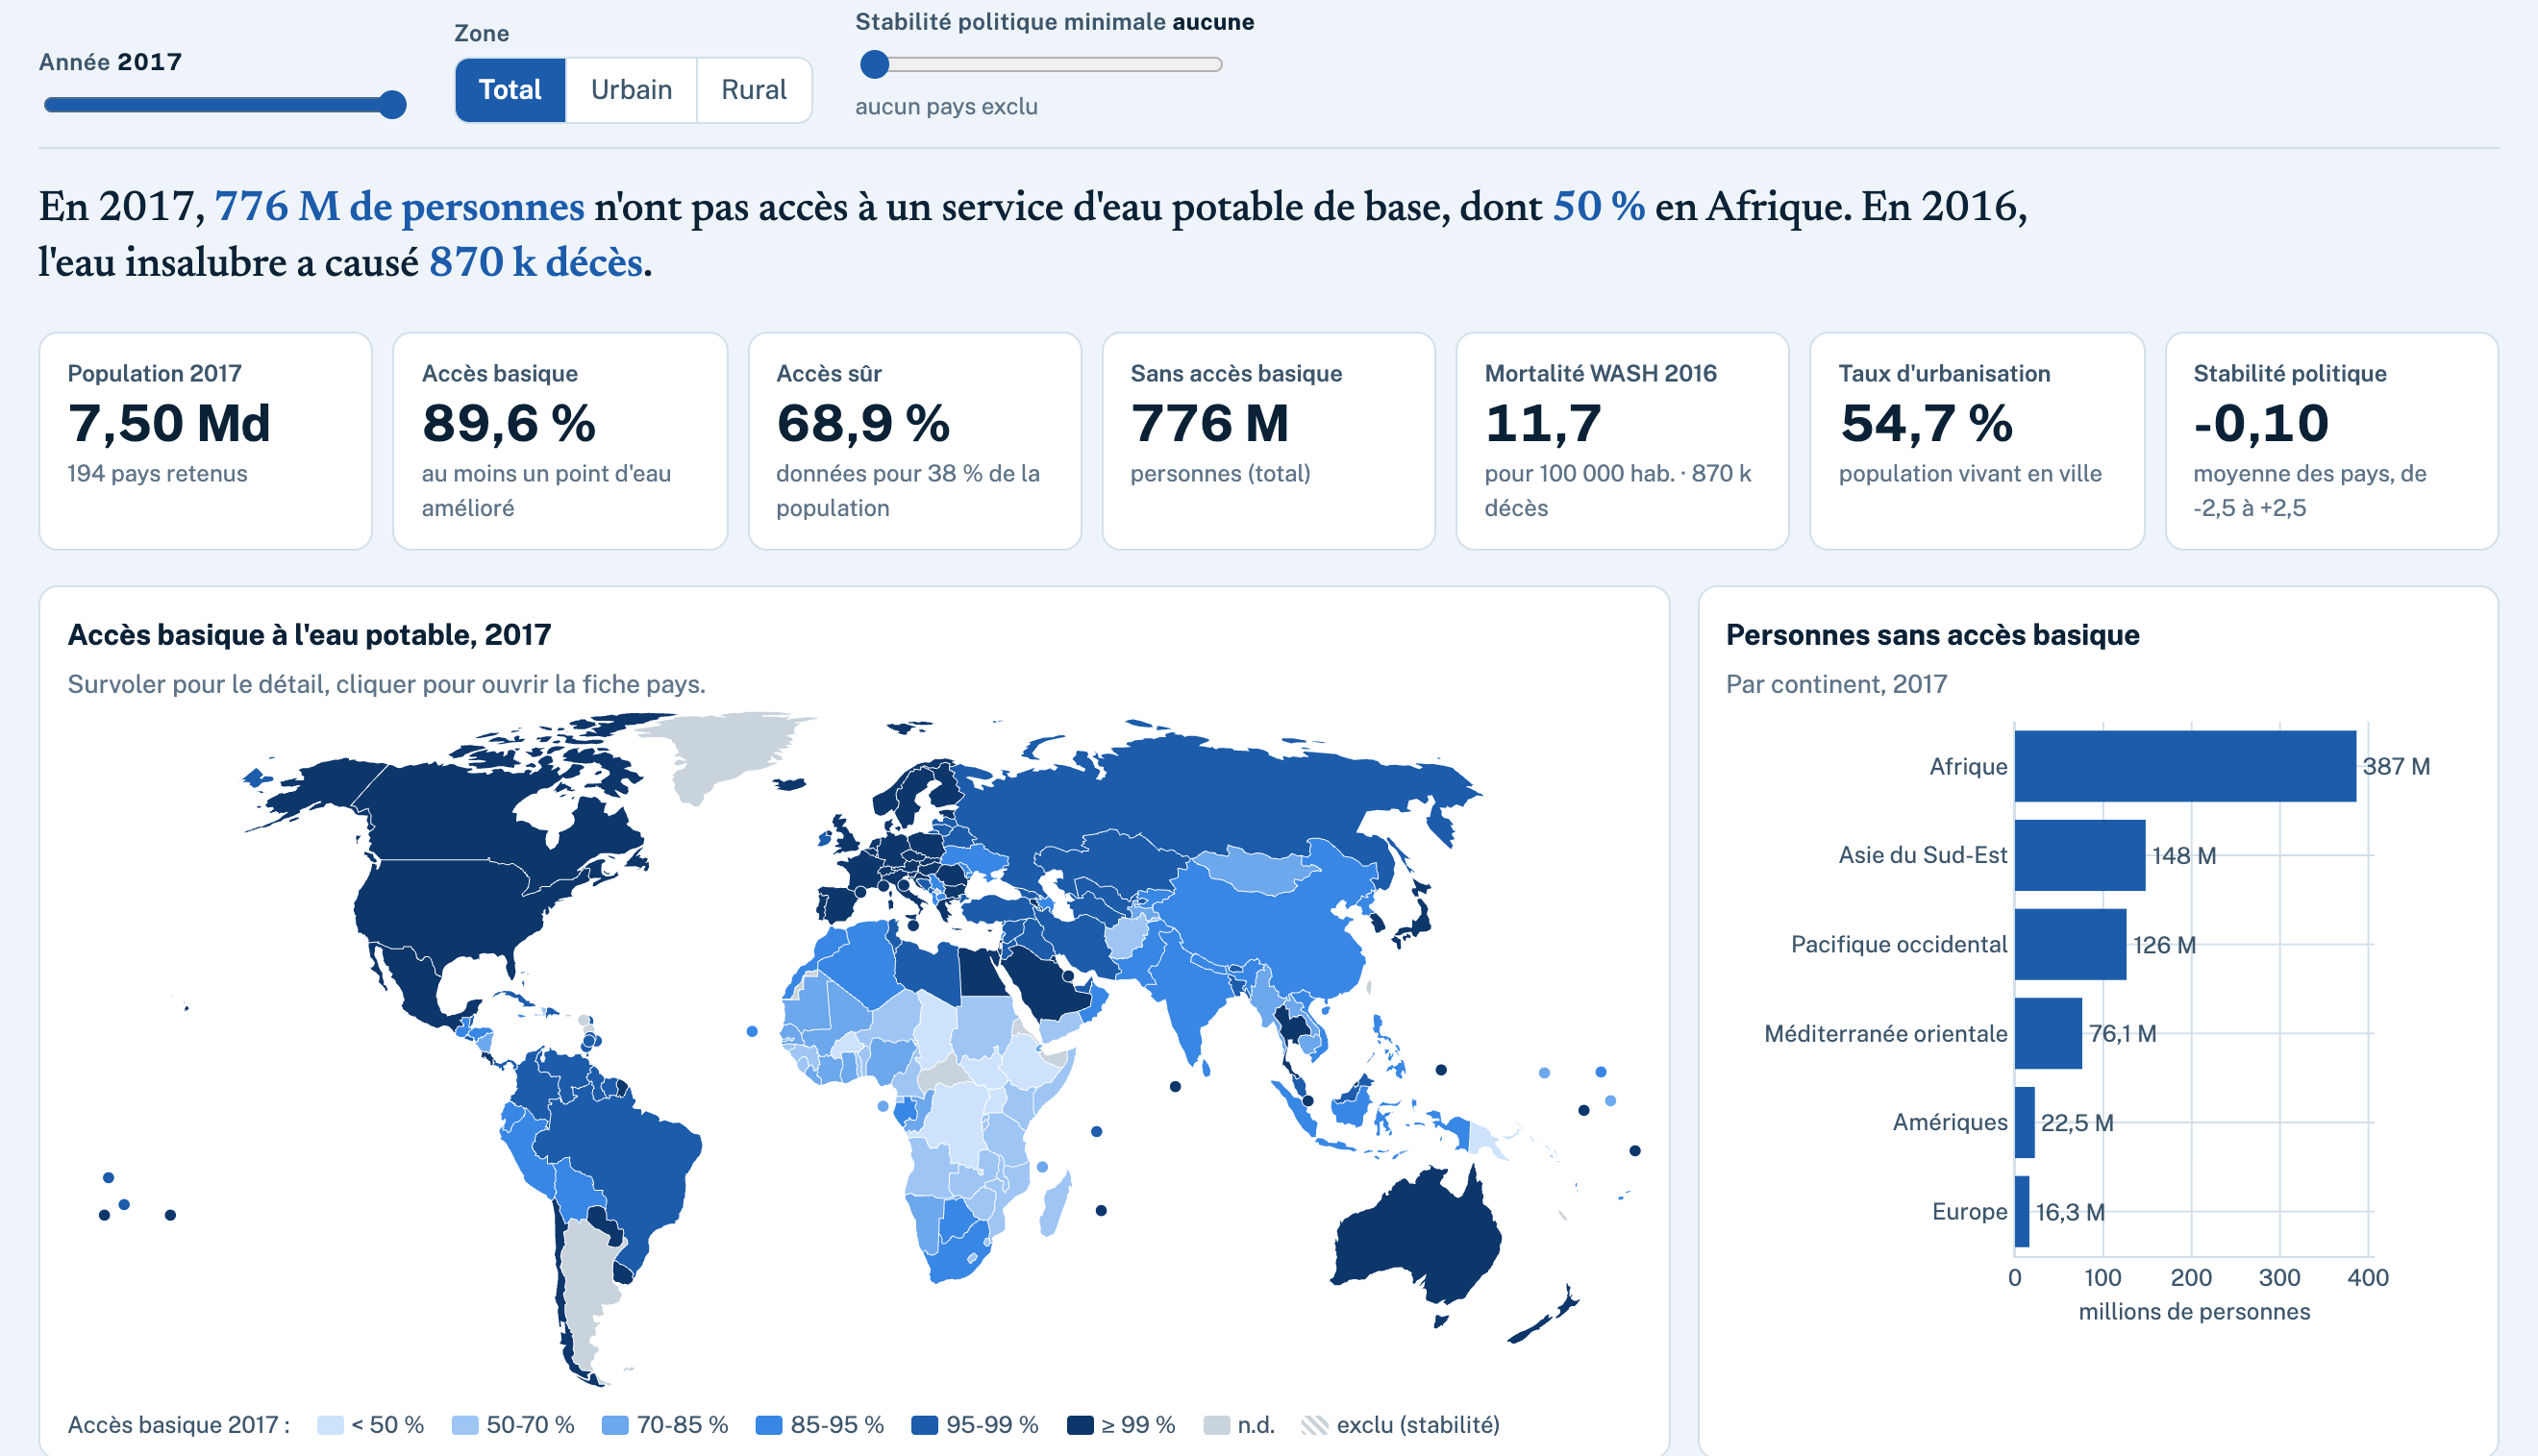 Année 2017
Zone
Total
Urbain
Rural
Stabilité politique minimale aucune
aucun pays exclu
En 2017, 776 M de personnes n'ont pas accès à un service d'eau potable de base, dont 50 % en Afrique. En 2016,
l'eau insalubre a causé 870 k décès.
Population 2017
7,50 Md
194 pays retenus
Accès basique
89,6 %
au moins un point d'eau
amélioré
Accès sûr
68,9 %
données pour 38 % de la
population
Sans accès basique
776 M
personnes (total)
Mortalité WASH 2016
11,7
pour 100 000 hab. · 870 k
décès
Taux d'urbanisation
54,7 %
population vivant en ville
Stabilité politique
-0,10
moyenne des pays, de
-2,5 à +2,5
Accès basique à l'eau potable, 2017
Survoler pour le détail, cliquer pour ouvrir la fiche pays.
Accès basique 2017 :
< 50 %
50-70 %
70-85 %
85-95 %
95-99 %
≥ 99 %
n.d.
exclu (stabilité)
Personnes sans accès basique
Par continent, 2017
Afrique
387 M
Asie du Sud-Est
148 M
Pacifique occidental
126 M
Méditerranée orientale
76,1 M
Amériques
22,5 M
Europe
16,3 M
0
100
200
300
400
millions de personnes